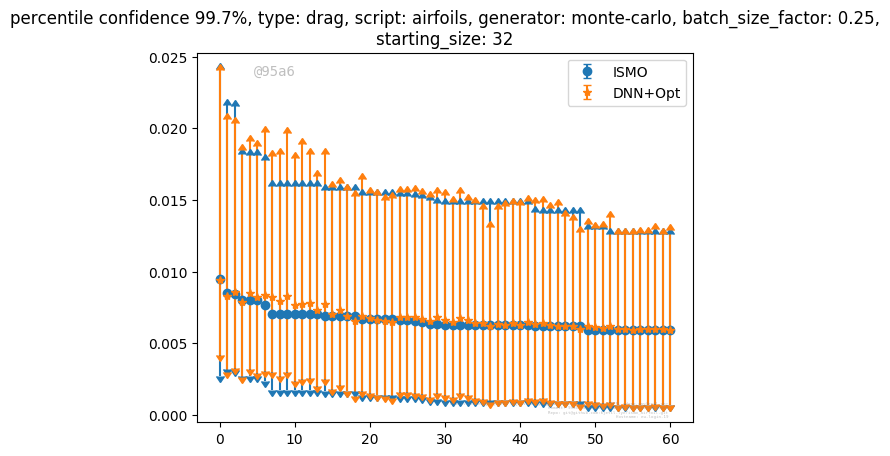 percentile confidence 99.7%, type: drag, script: airfoils, generator: monte-carlo, batch_size_factor: 0.25,
starting_size: 32
@95a6
ISMO
DNN+Opt
0.025
0.020
0.015
0.010
0.005
0.000
0 10 20 30 40 50 60